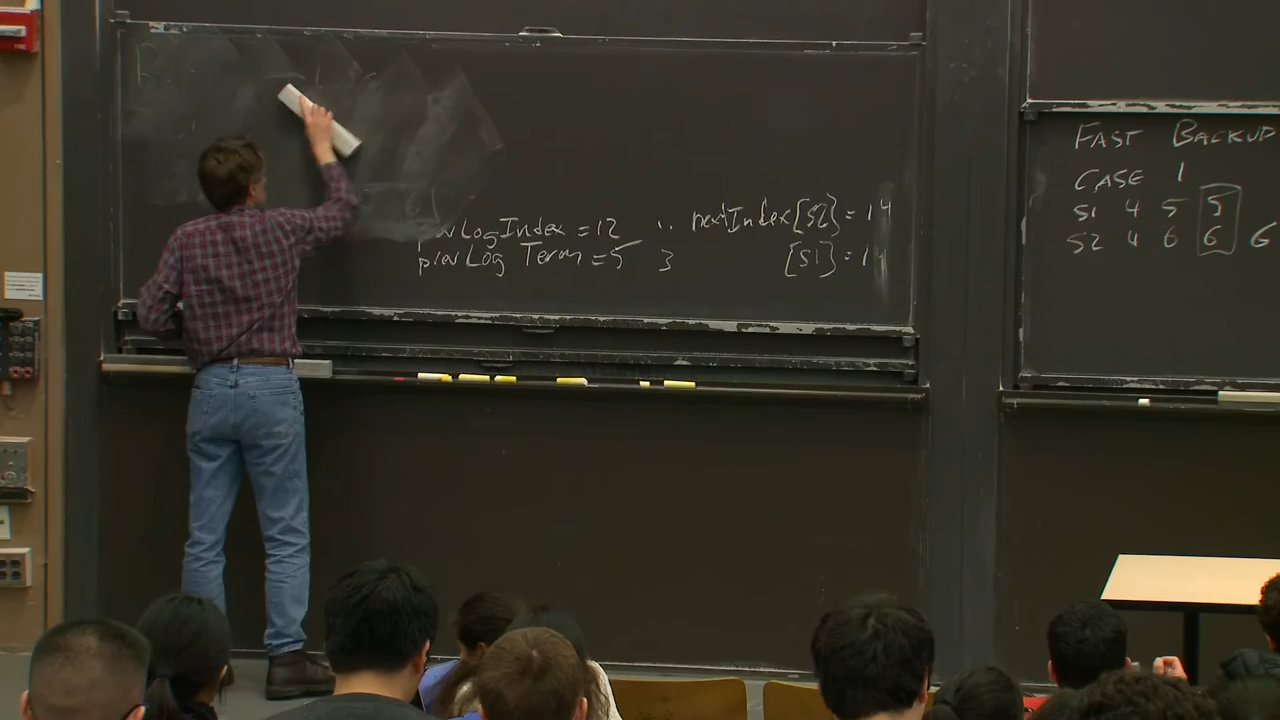 prevLogIndex = 12 .. nextIndex[S2] = 14
prevLog Term = 5 3 [S1] = 1
FAST BACKUP
CASE 1
S1 4 5 5
S2 4 6 6 6